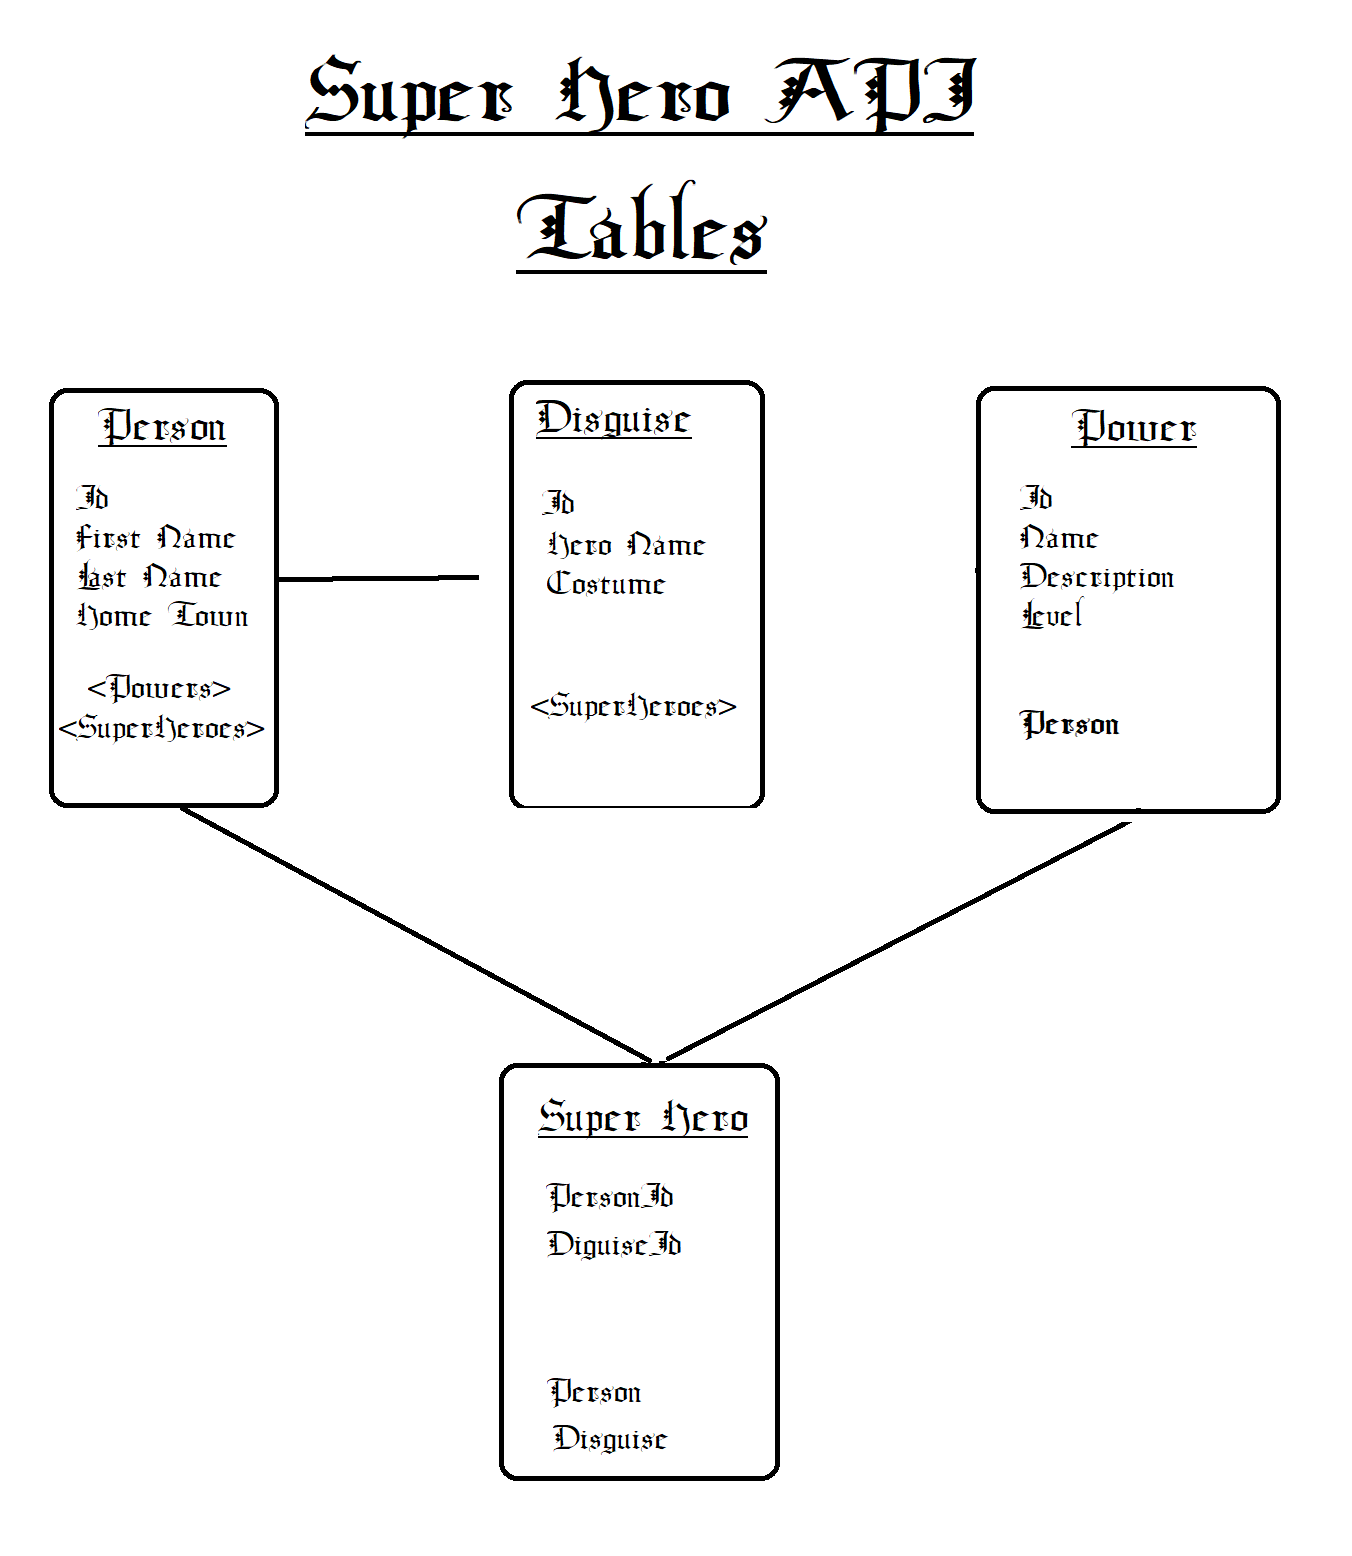 Super Hero API
Tables
Person
Id
First Name
Last Name
Home Town
<Powers>
<SuperHeroes>
Disguise
Id
Hero Name
Costume
<SuperHeroes>
Power
Id
Name
Description
Level
Person
Super Hero
PersonId
DiguiseId
Person
Disguise